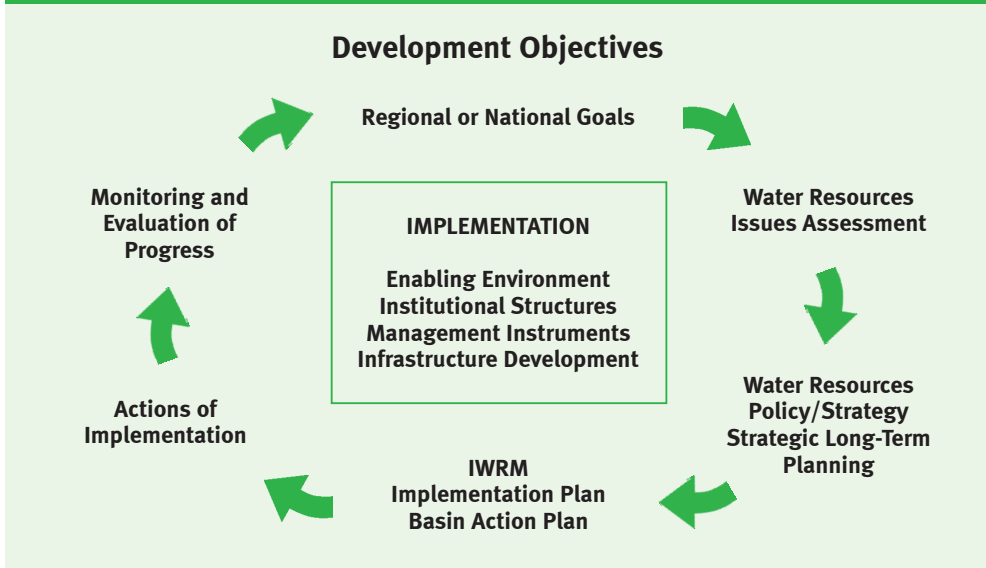 Development Objectives
Regional or National Goals
Water Resources
Issues Assessment
Water Resources
Policy/Strategy
Strategic Long-Term
Planning
IWRM
Implementation Plan
Basin Action Plan
Actions of
Implementation
Monitoring and
Evaluation of
Progress
IMPLEMENTATION
Enabling Environment
Institutional Structures
Management Instruments
Infrastructure Development